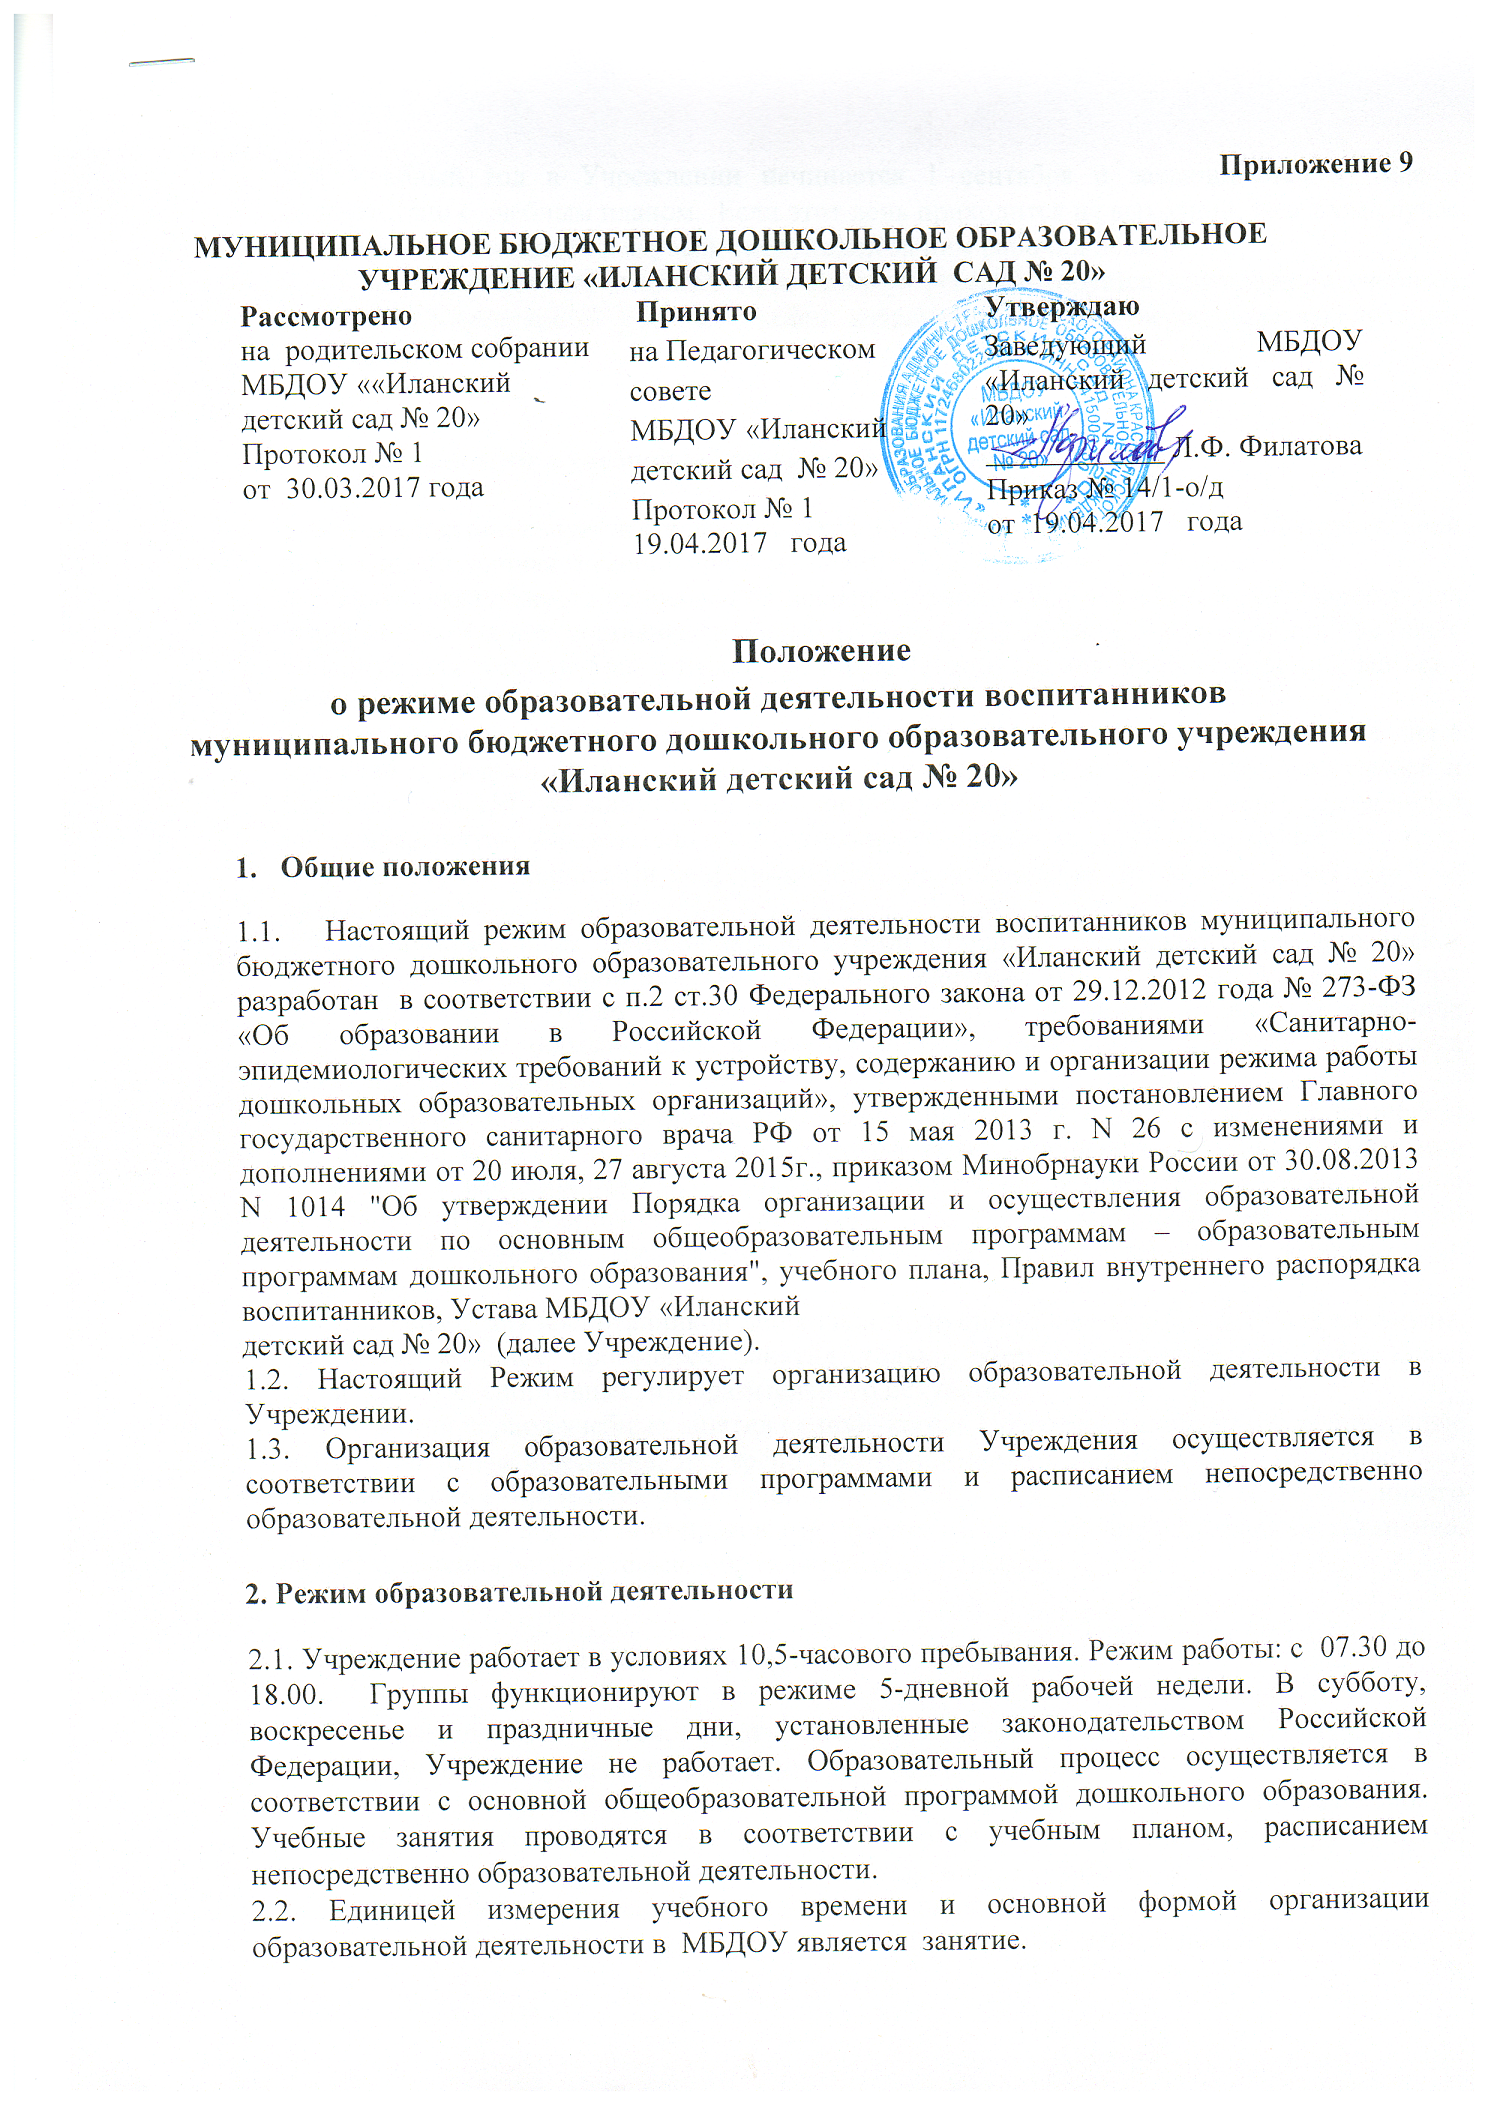 Приложение 9
МУНИЦИПАЛЬНОЕ БЮДЖЕТНОЕ ДОШКОЛЬНОЕ ОБРАЗОВАТЕЛЬНОЕ
УЧРЕЖДЕНИЕ «ИЛАНСКИЙ ДЕТСКИЙ САД № 20»
Рассмотрено
на родительском собрании
МБДОУ ««Иланский
детский сад № 20»
Протокол № 1
от 30.03.2017 года
Принято
на Педагогическом
совете
МБДОУ «Иланский
детский сад № 20»
Протокол № 1
19.04.2017 года
Утверждаю
Заведующий МБДОУ
«Иланский детский сад №
20»
Л.Ф. Филатова
Приказ № 14/1-о/д
от 19.04.2017 года
МБДОУ
«Иланский
детский сад
№ 20»
Положение
о режиме образовательной деятельности воспитанников
муниципального бюджетного дошкольного образовательного учреждения
«Иланский детский сад № 20»
1. Общие положения
1.1. Настоящий режим образовательной деятельности воспитанников муниципального
бюджетного дошкольного образовательного учреждения «Иланский детский сад № 20»
разработан в соответствии с п.2 ст.30 Федерального закона от 29.12.2012 года № 273-ФЗ
«Об образовании в Российской Федерации», требованиями «Санитарно-
эпидемиологических требований к устройству, содержанию и организации режима работы
дошкольных образовательных организаций», утвержденными постановлением Главного
государственного санитарного врача РФ от 15 мая 2013 г. N 26 с изменениями и
дополнениями от 20 июля, 27 августа 2015г., приказом Минобрнауки России от 30.08.2013
N 1014 "Об утверждении Порядка организации и осуществления образовательной
деятельности по основным общеобразовательным программам – образовательным
программам дошкольного образования", учебного плана, Правил внутреннего распорядка
воспитанников, Устава МБДОУ «Иланский
детский сад № 20» (далее Учреждение).
1.2. Настоящий Режим регулирует организацию образовательной деятельности в
Учреждении.
1.3. Организация образовательной деятельности Учреждения осуществляется в
соответствии с образовательными программами и расписанием непосредственно
образовательной деятельности.
2. Режим образовательной деятельности
2.1. Учреждение работает в условиях 10,5-часового пребывания. Режим работы: с 07.30 до
18.00. Группы функционируют в режиме 5-дневной рабочей недели. В субботу,
воскресенье и праздничные дни, установленные законодательством Российской
Федерации, Учреждение не работает. Образовательный процесс осуществляется в
соответствии с основной общеобразовательной программой дошкольного образования.
Учебные занятия проводятся в соответствии с учебным планом, расписанием
непосредственно образовательной деятельности.
2.2. Единицей измерения учебного времени и основной формой организации
образовательной деятельности в МБДОУ является занятие.